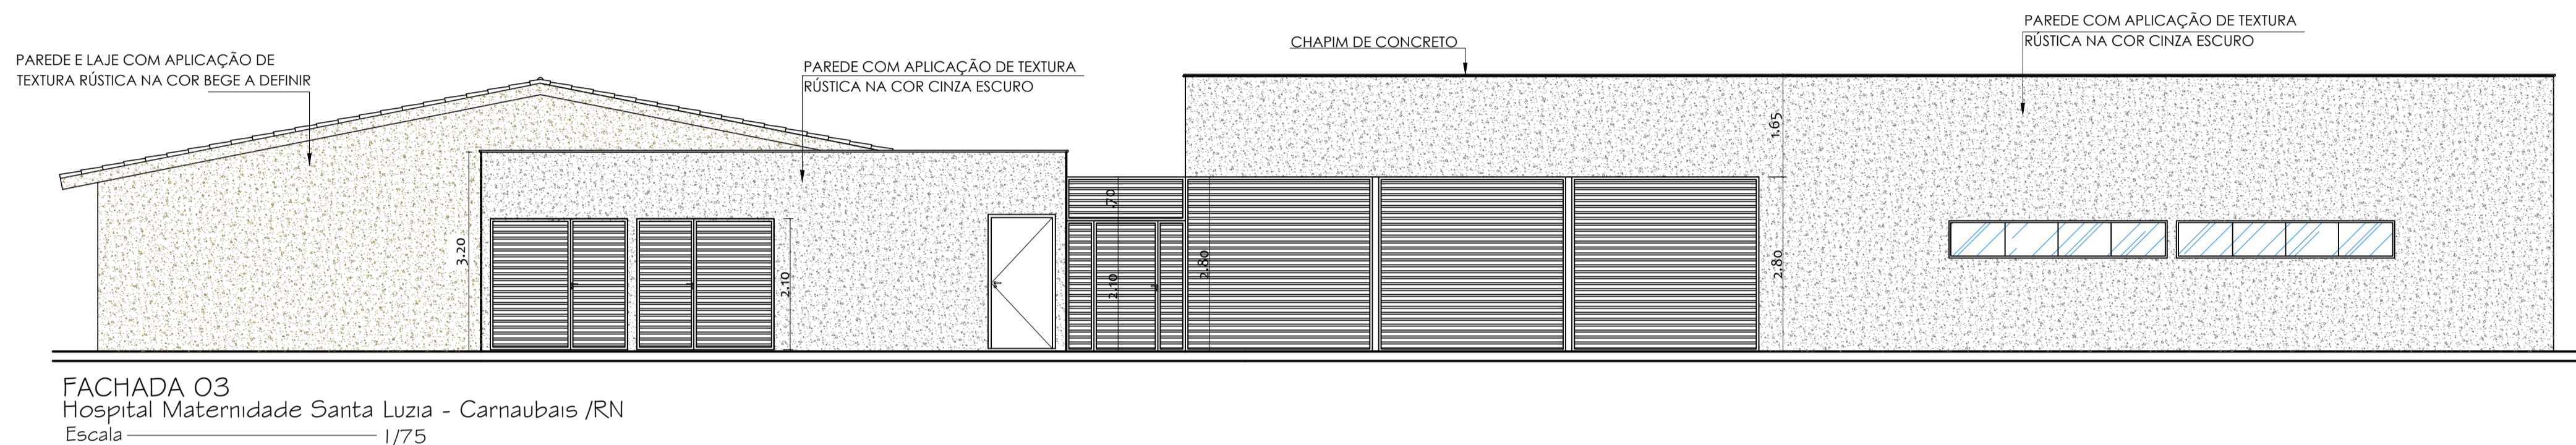 PAREDE E LAJE COM APLICAÇÃO DE
TEXTURA RÚSTICA NA COR BEGE A DEFINIR
PAREDE COM APLICAÇÃO DE TEXTURA
RÚSTICA NA COR CINZA ESCURO
CHAPIM DE CONCRETO
PAREDE COM APLICAÇÃO DE TEXTURA
RÚSTICA NA COR CINZA ESCURO
3.20
2.10
.70
2.10
2.80
1.65
2.80
FACHADA 03
Hospital Maternidade Santa Luzia - Carnaubais /RN
Escala 1/75